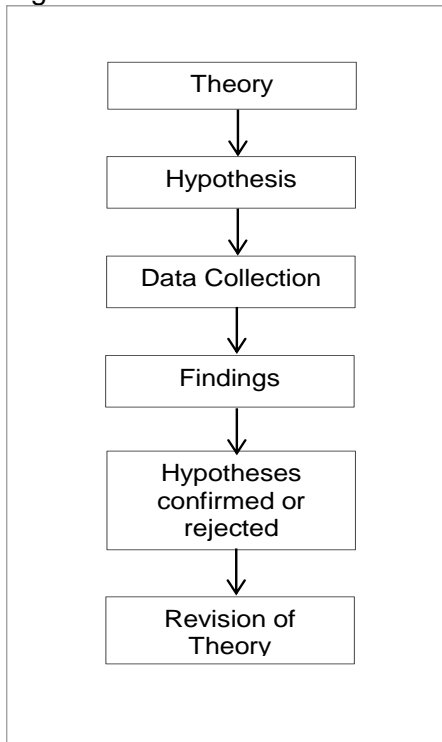 Theory
Hypothesis
Data Collection
Findings
Hypotheses
confirmed or
rejected
Revision of
Theory